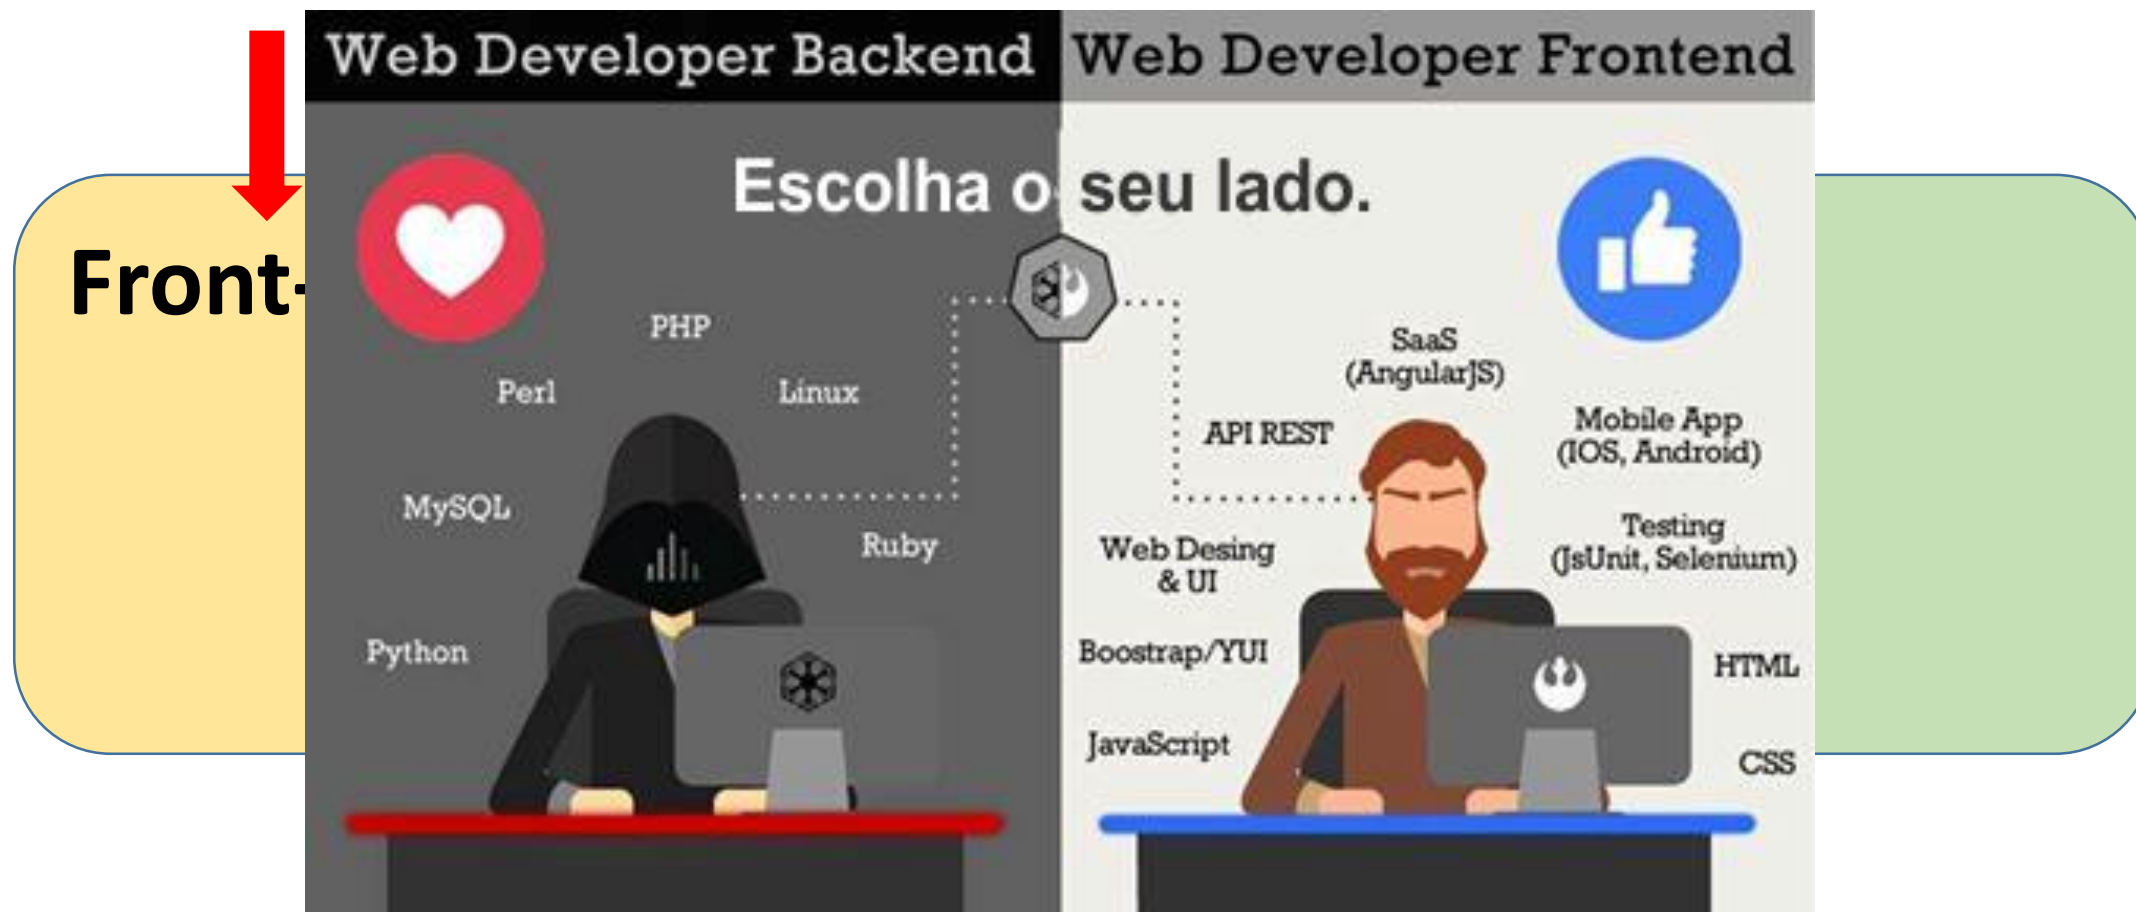 Web Developer Backend
Web Developer Frontend
Escolha o seu lado.
Front-
PHP
Perl
Linux
MySQL
Ruby
Python
SaaS
(AngularJS)
API REST
Mobile App
(IOS, Android)
Testing
(JsUnit, Selenium)
Web Desing
& UI
Boostrap/YUI
HTML
JavaScript
CSS